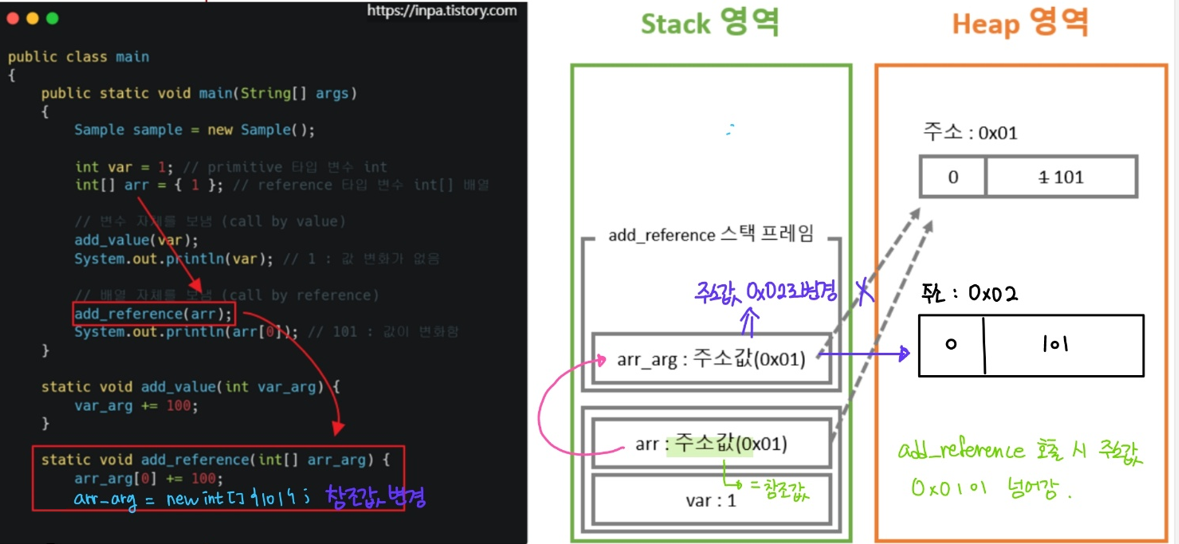 https://inpa.tistory.com
public class main
{
public static void main(String[] args)
{
Sample sample = new Sample();
int var = 1; // primitive 타입 변수 int
int[] arr = { 1 }; // reference 타입 변수 int[] 배열
// 변수 자체를 보냄 (call by value)
add_value(var);
System.out.println(var); // 1 : 값 변화가 없음
// 배열 자체를 보냄 (call by reference)
add_reference(arr);
System.out.println(arr[0]); // 101 : 값이 변화함
}
static void add_value(int var_arg) {
var_arg += 100;
}
static void add_reference(int[] arr_arg) {
arr_arg[0] += 100;
arr_arg = new int[]{101}; 참조값 변경
Stack 영역
add_reference 스택 프레임
주소값 0x02로 변경
arr_arg : 주소값(0x01)
arr : 주소값(0x01)
= 참조값
var : 1
Heap 영역
주소 : 0x01
0
1 101
주소 : 0x02
0
101
add_reference 호출 시 주소값
0x01이 넘어감.